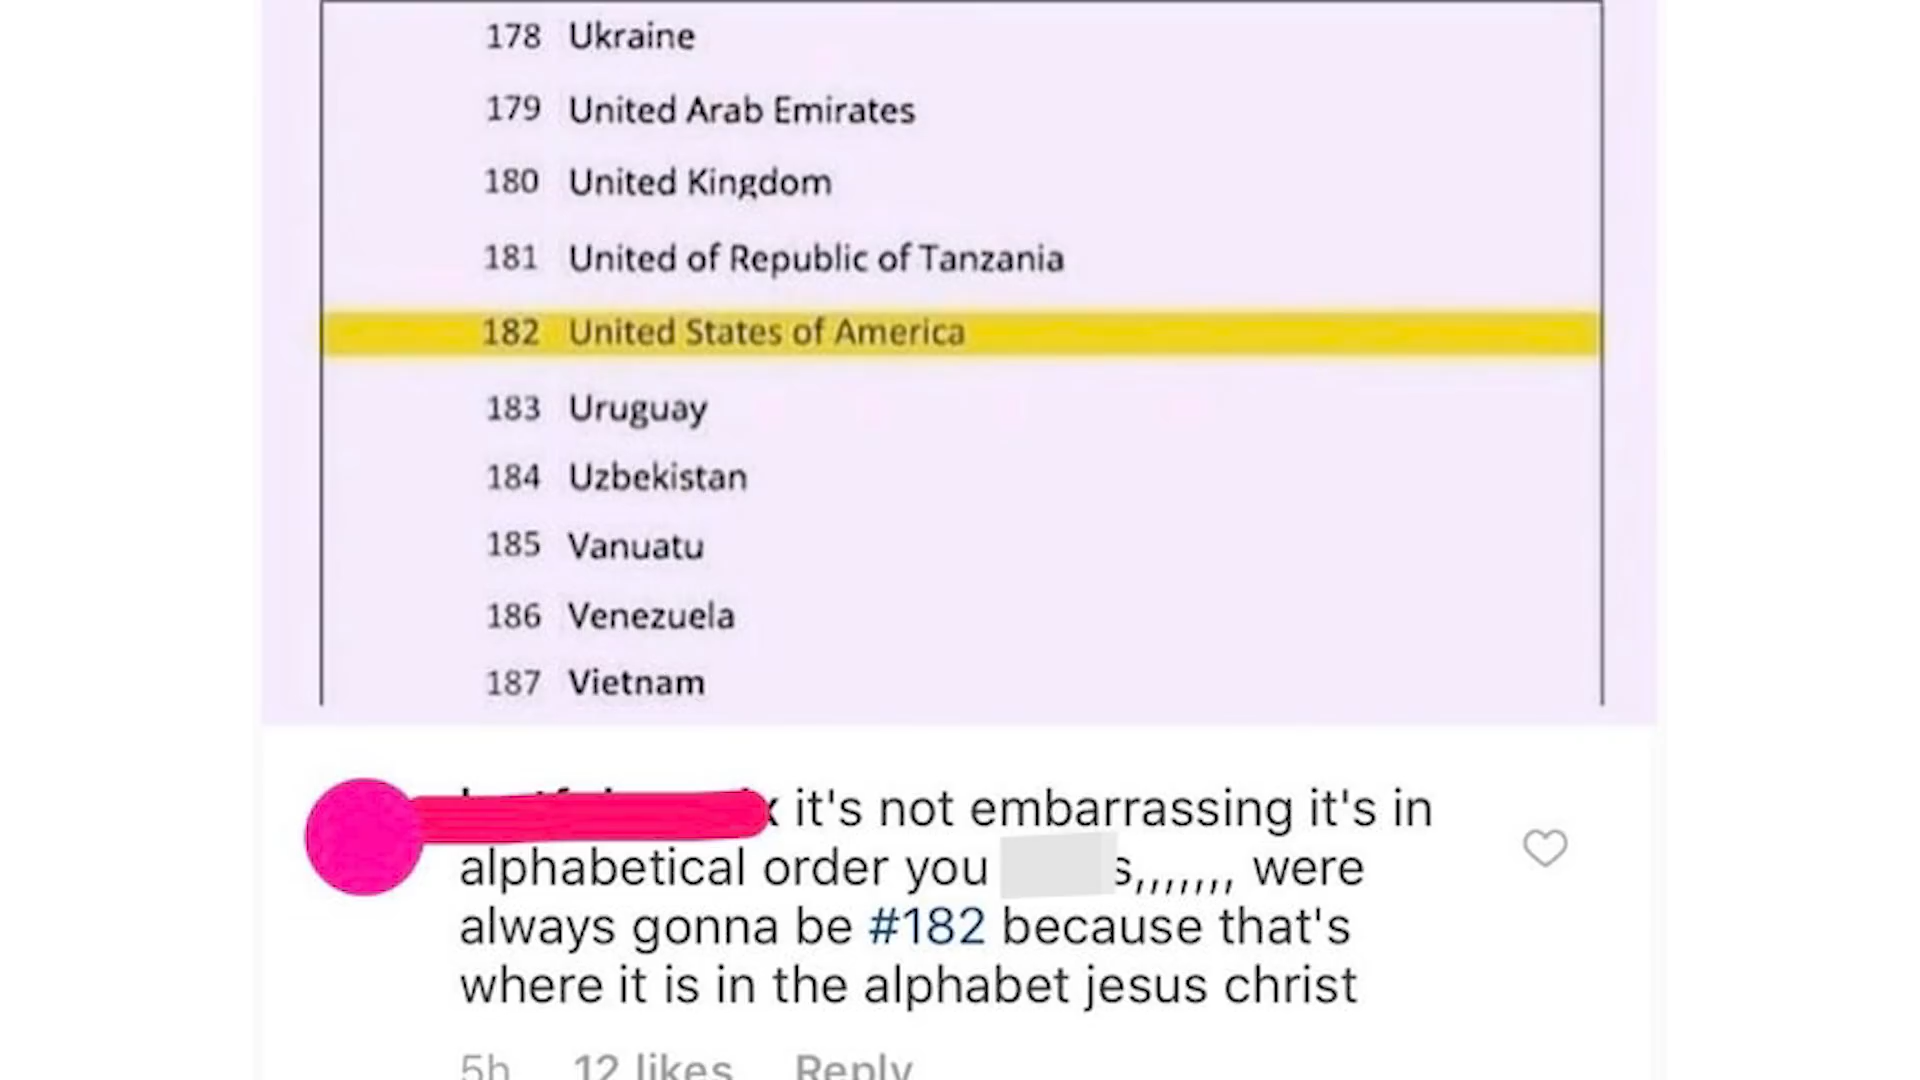 178 Ukraine
179 United Arab Emirates
180 United Kingdom
181 United of Republic of Tanzania
182 United States of America
183 Uruguay
184 Uzbekistan
185 Vanuatu
186 Venezuela
187 Vietnam
it's not embarrassing it's in
alphabetical order you s,,,,,,, were
always gonna be #182 because that's
where it is in the alphabet jesus christ
5h 12 likes Reply